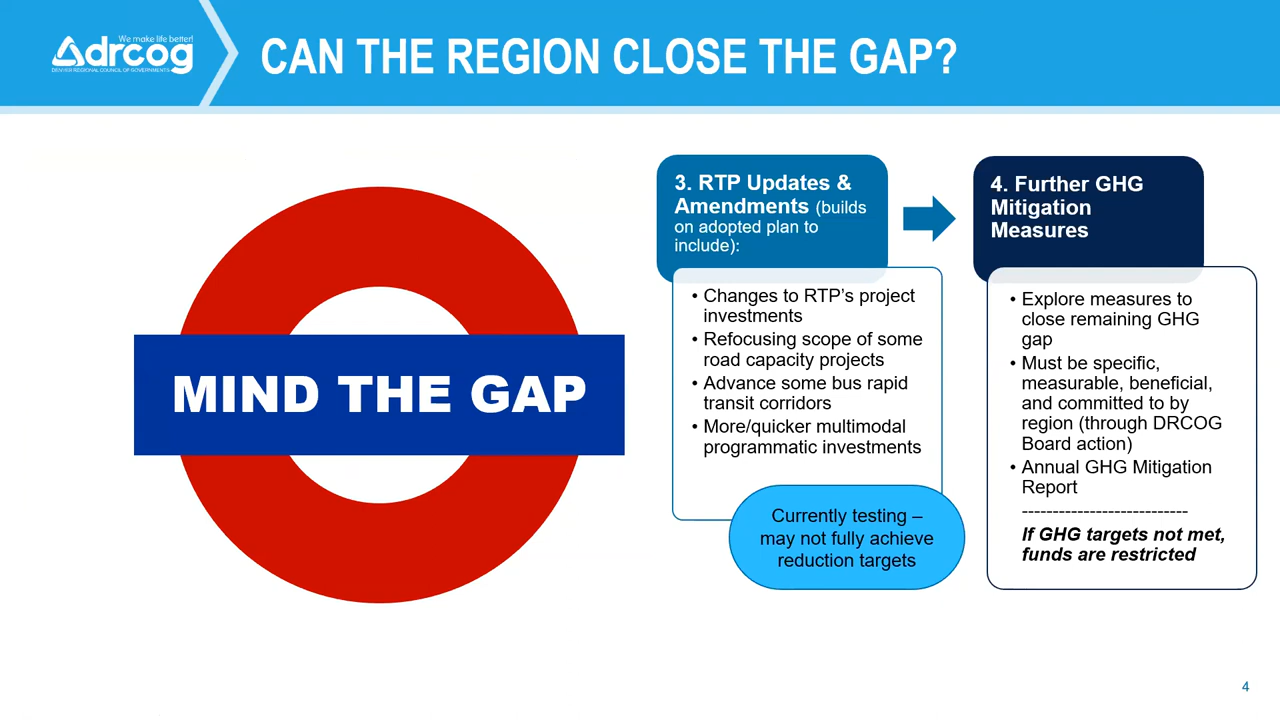 We make life better!
drcog
DENVER REGIONAL COUNCIL OF GOVERNMENTS
CAN THE REGION CLOSE THE GAP?
MIND THE GAP
3. RTP Updates &
Amendments (builds
on adopted plan to
include):
• Changes to RTP’s project
investments
• Refocusing scope of some
road capacity projects
• Advance some bus rapid
transit corridors
• More/quicker multimodal
programmatic investments
Currently testing –
may not fully achieve
reduction targets
4. Further GHG
Mitigation
Measures
• Explore measures to
close remaining GHG
gap
• Must be specific,
measurable, beneficial,
and committed to by
region (through DRCOG
Board action)
• Annual GHG Mitigation
Report
---------------------------
If GHG targets not met,
funds are restricted
4